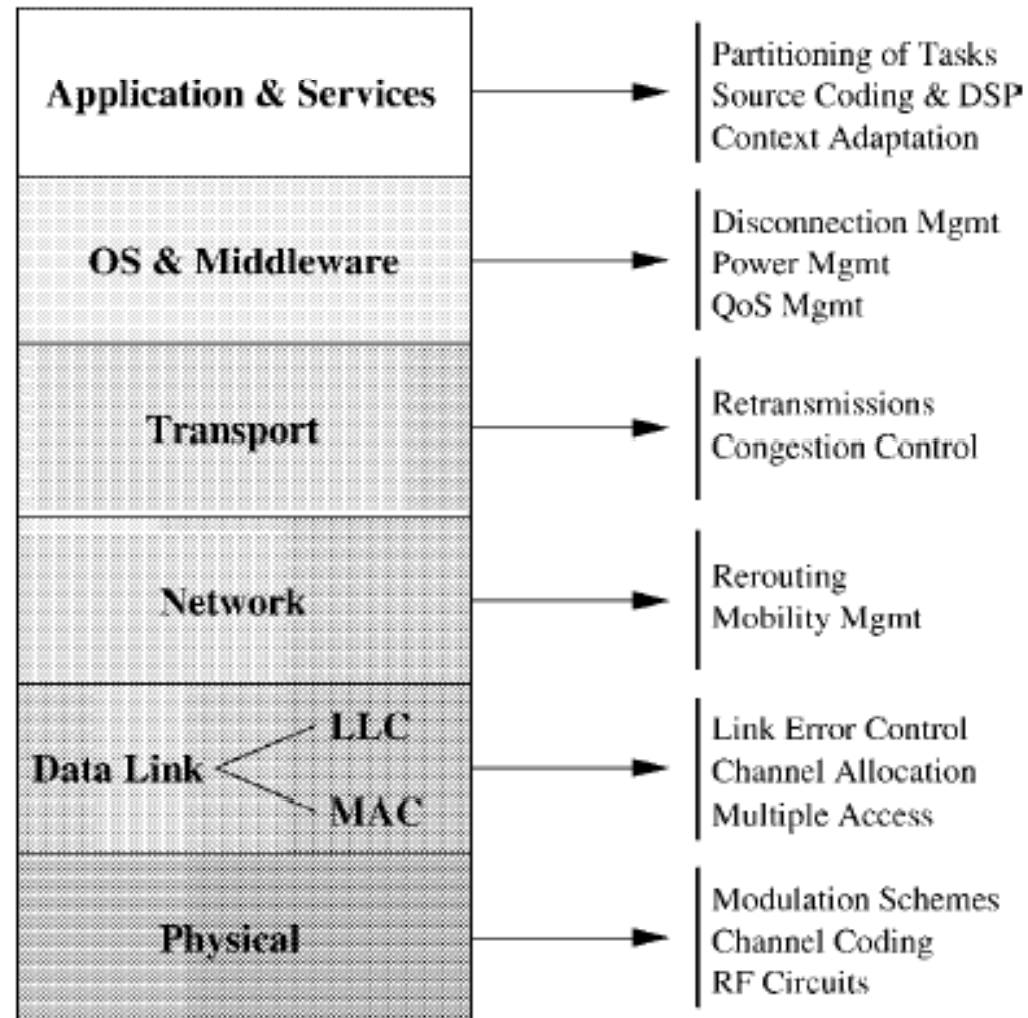 Application & Services
Partitioning of Tasks
Source Coding & DSP
Context Adaptation
OS & Middleware
Disconnection Mgmt
Power Mgmt
QoS Mgmt
Transport
Retransmissions
Congestion Control
Network
Rerouting
Mobility Mgmt
Data Link
LLC
MAC
Link Error Control
Channel Allocation
Multiple Access
Physical
Modulation Schemes
Channel Coding
RF Circuits